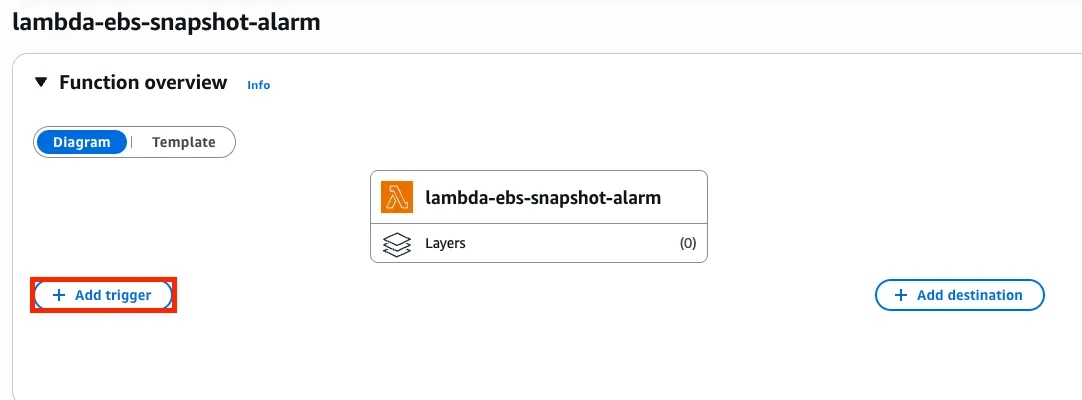 lambda-ebs-snapshot-alarm
Function overview Info
Diagram Template
lambda-ebs-snapshot-alarm
Layers (0)
+ Add trigger + Add destination